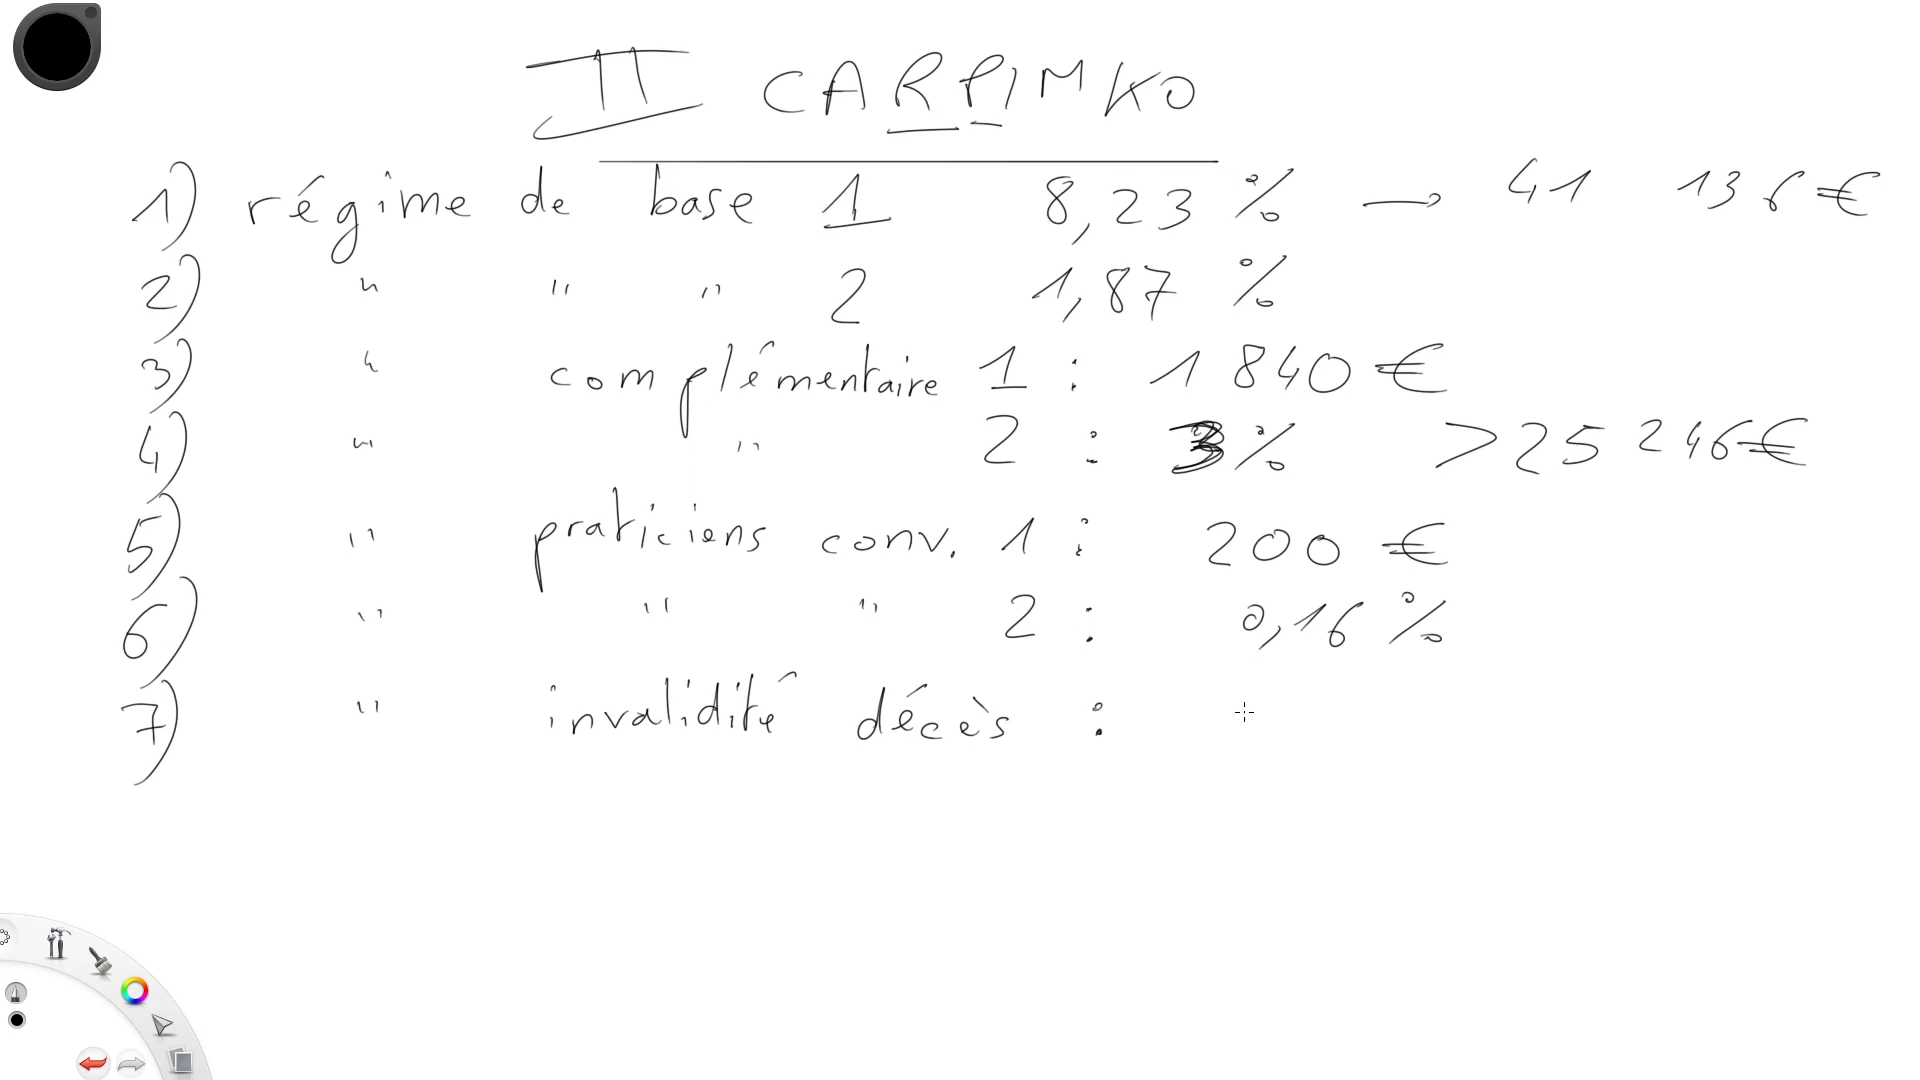 II CARPIMKO
1) régime de base 1 8,23 % → 41 136 €
2) " " " 2 1,87 %
3) " complémentaire 1 : 1 840 €
4) " " 2 : 3 % > 25 246 €
5) " praticiens conv. 1 : 200 €
6) " " " 2 : 0,16 %
7) " invalidité décès :